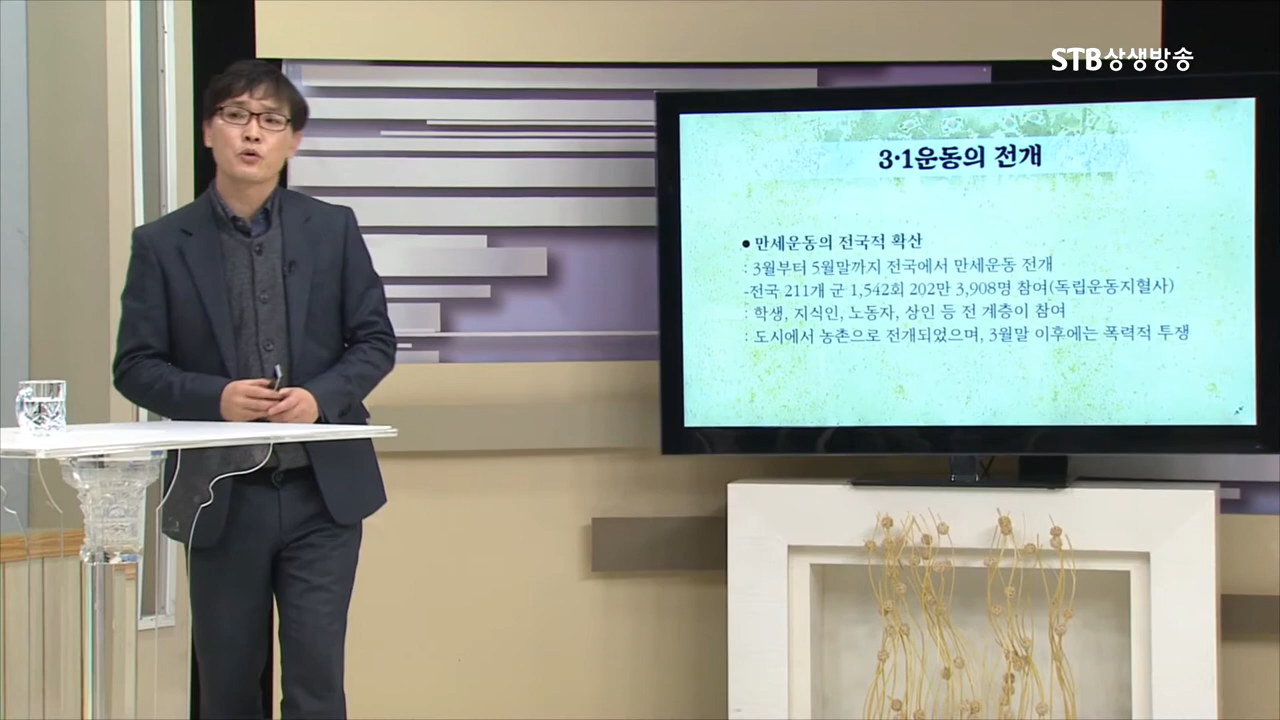 STB상생방송
3·1운동의 전개
● 만세운동의 전국적 확산
: 3월부터 5월말까지 전국에서 만세운동 전개
-전국 211개 군 1,542회 202만 3,908명 참여(독립운동지혈사)
: 학생, 지식인, 노동자, 상인 등 전 계층이 참여
: 도시에서 농촌으로 전개되었으며, 3월말 이후에는 폭력적 투쟁